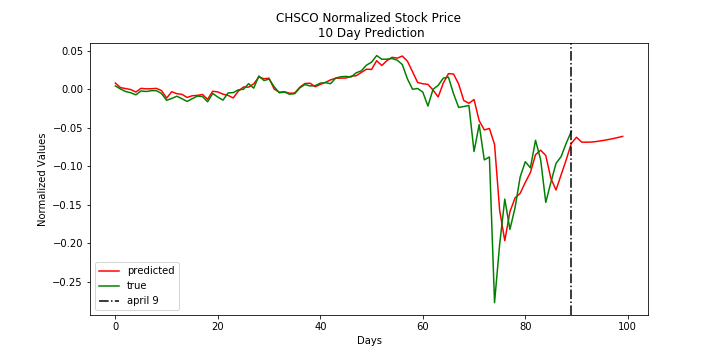 CHSCO Normalized Stock Price
10 Day Prediction
Normalized Values
0.05
0.00
−0.05
−0.10
−0.15
−0.20
−0.25
predicted
true
april 9
0
20
40
60
80
100
Days